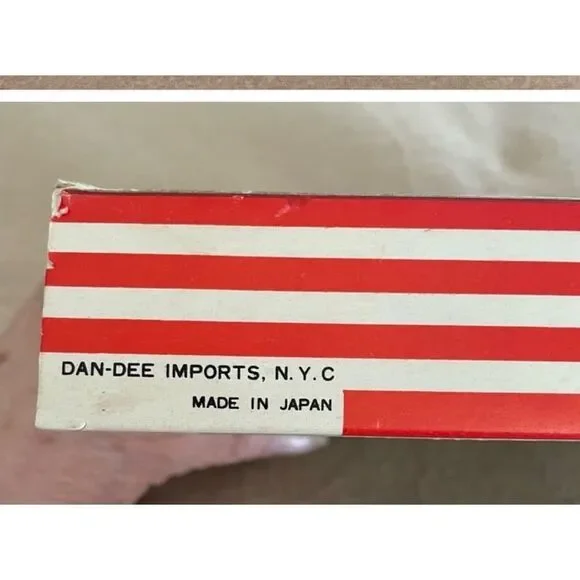 DAN-DEE IMPORTS, N.Y.C
MADE IN JAPAN